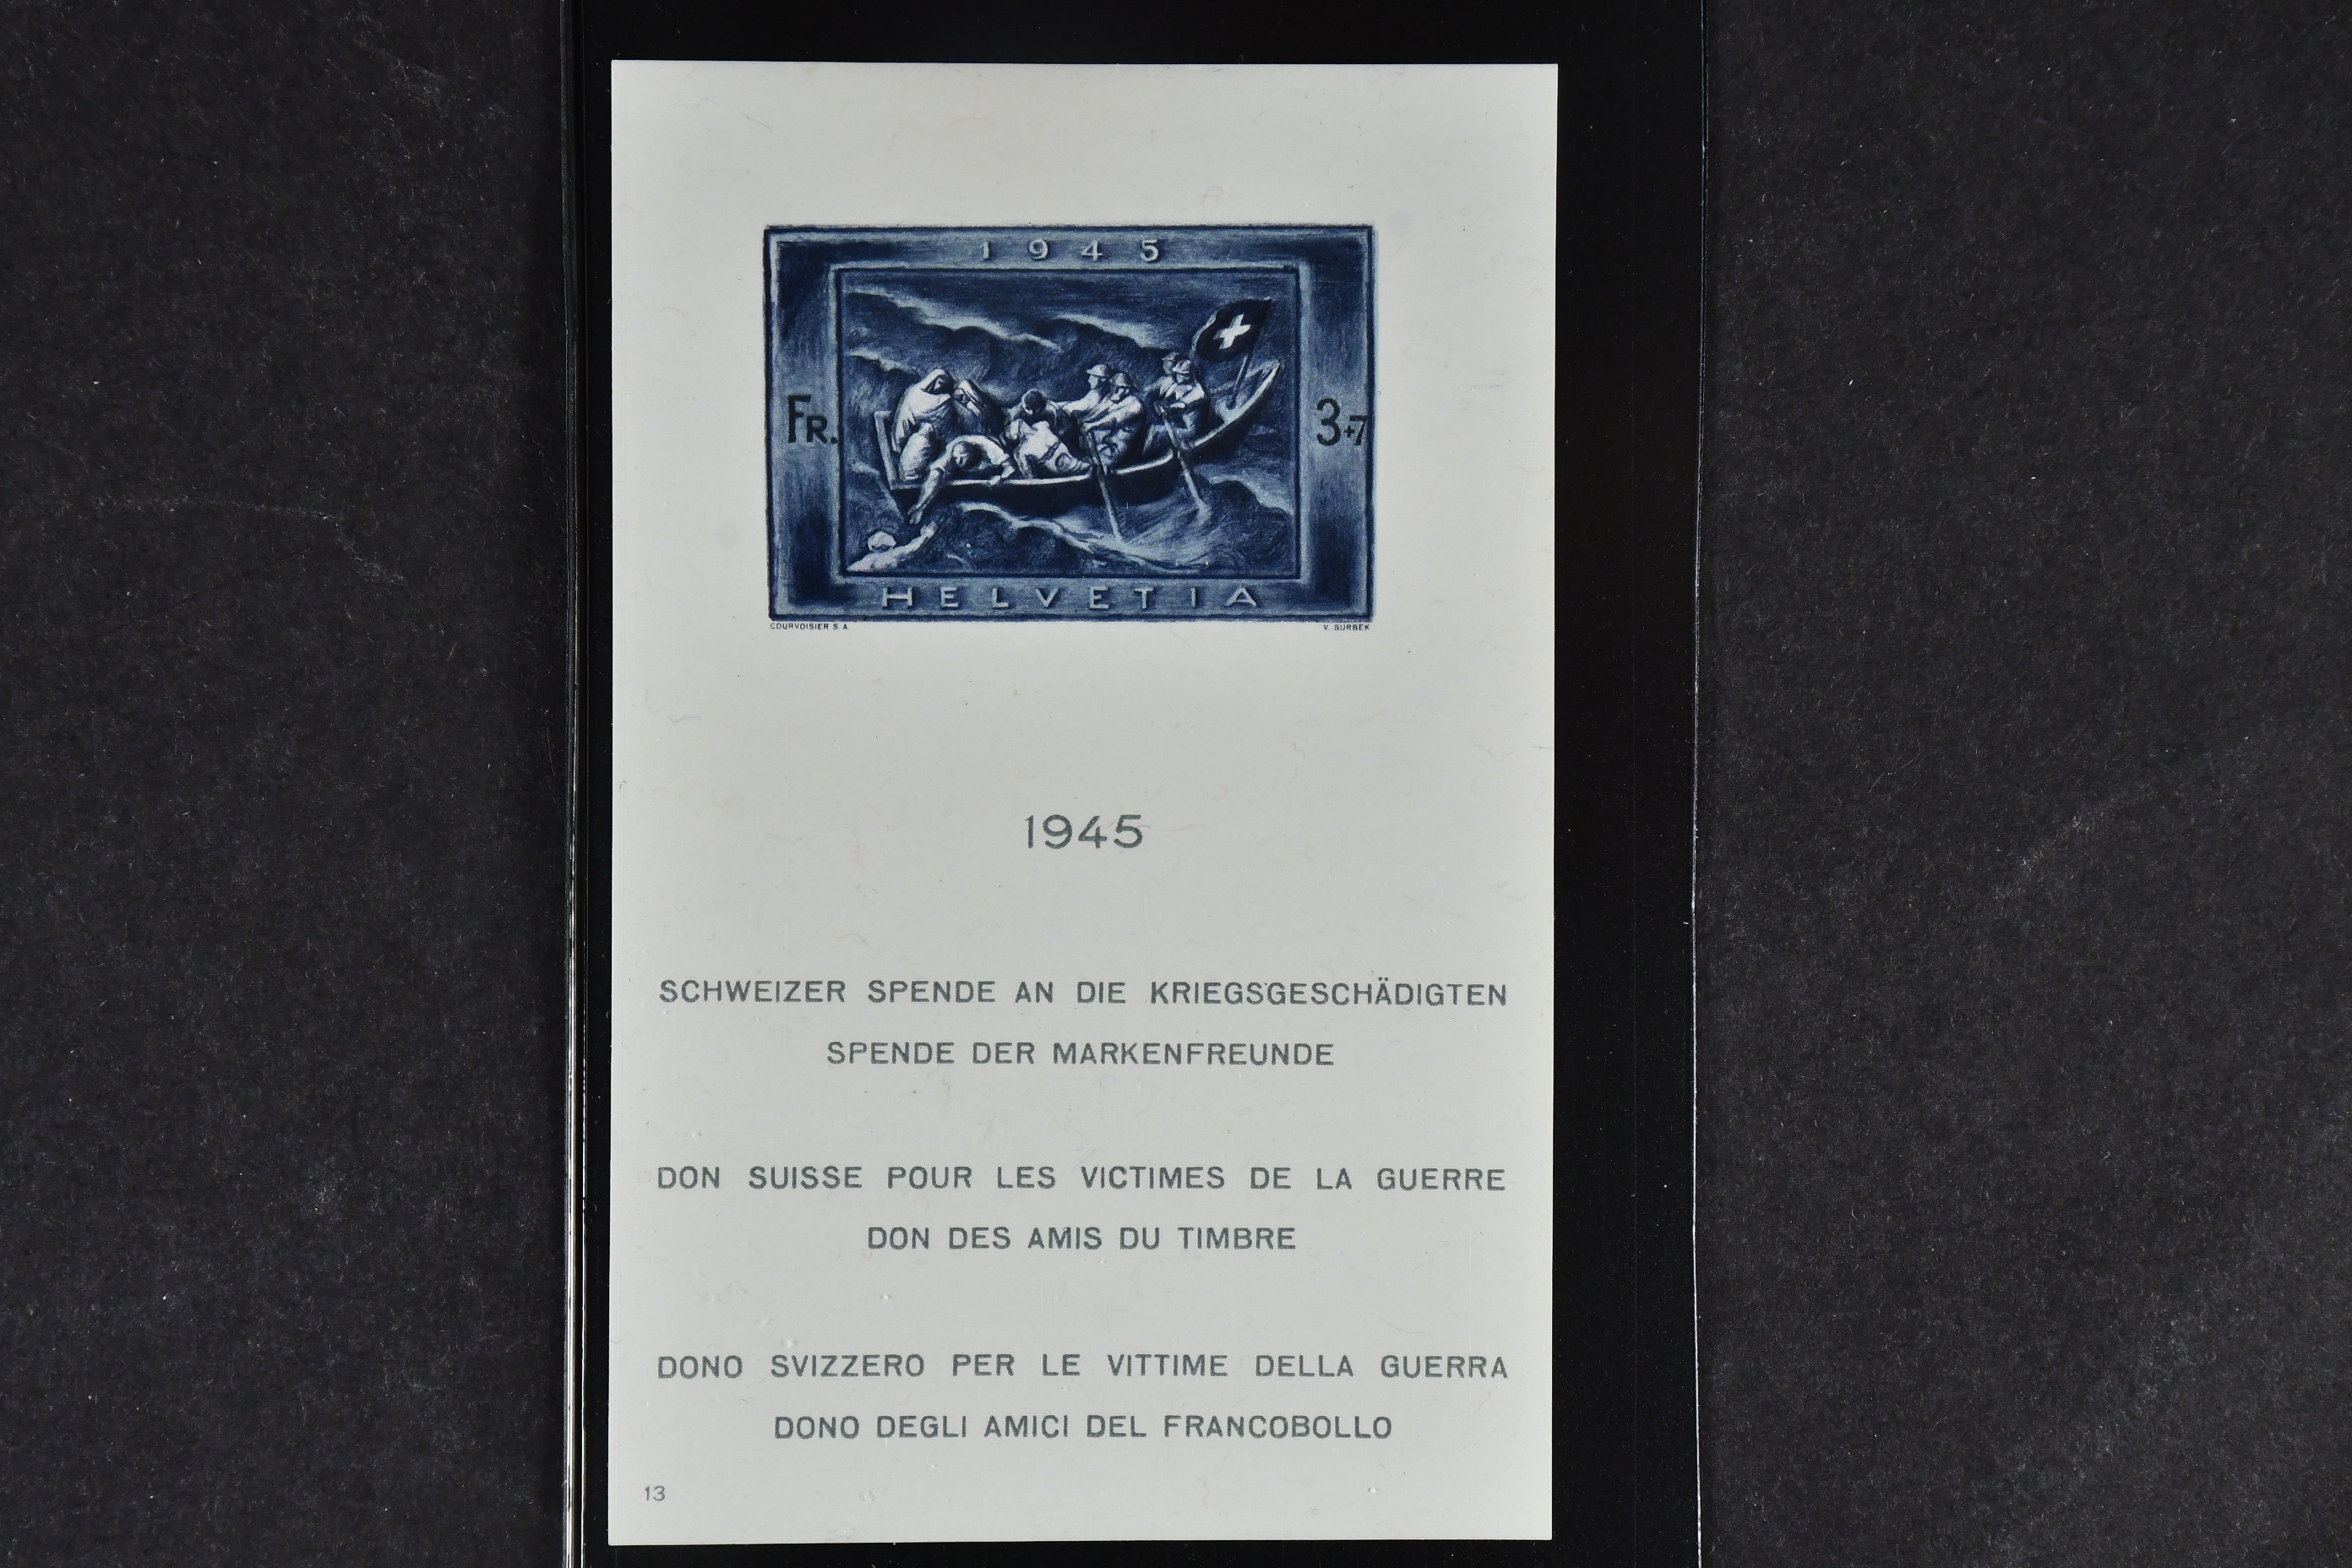 1945
FR. 3+7
HELVETIA
COURVOISIER S. A. V. SURBEK
1945
SCHWEIZER SPENDE AN DIE KRIEGSGESCHÄDIGTEN
SPENDE DER MARKENFREUNDE
DON SUISSE POUR LES VICTIMES DE LA GUERRE
DON DES AMIS DU TIMBRE
DONO SVIZZERO PER LE VITTIME DELLA GUERRA
DONO DEGLI AMICI DEL FRANCOBOLLO
13